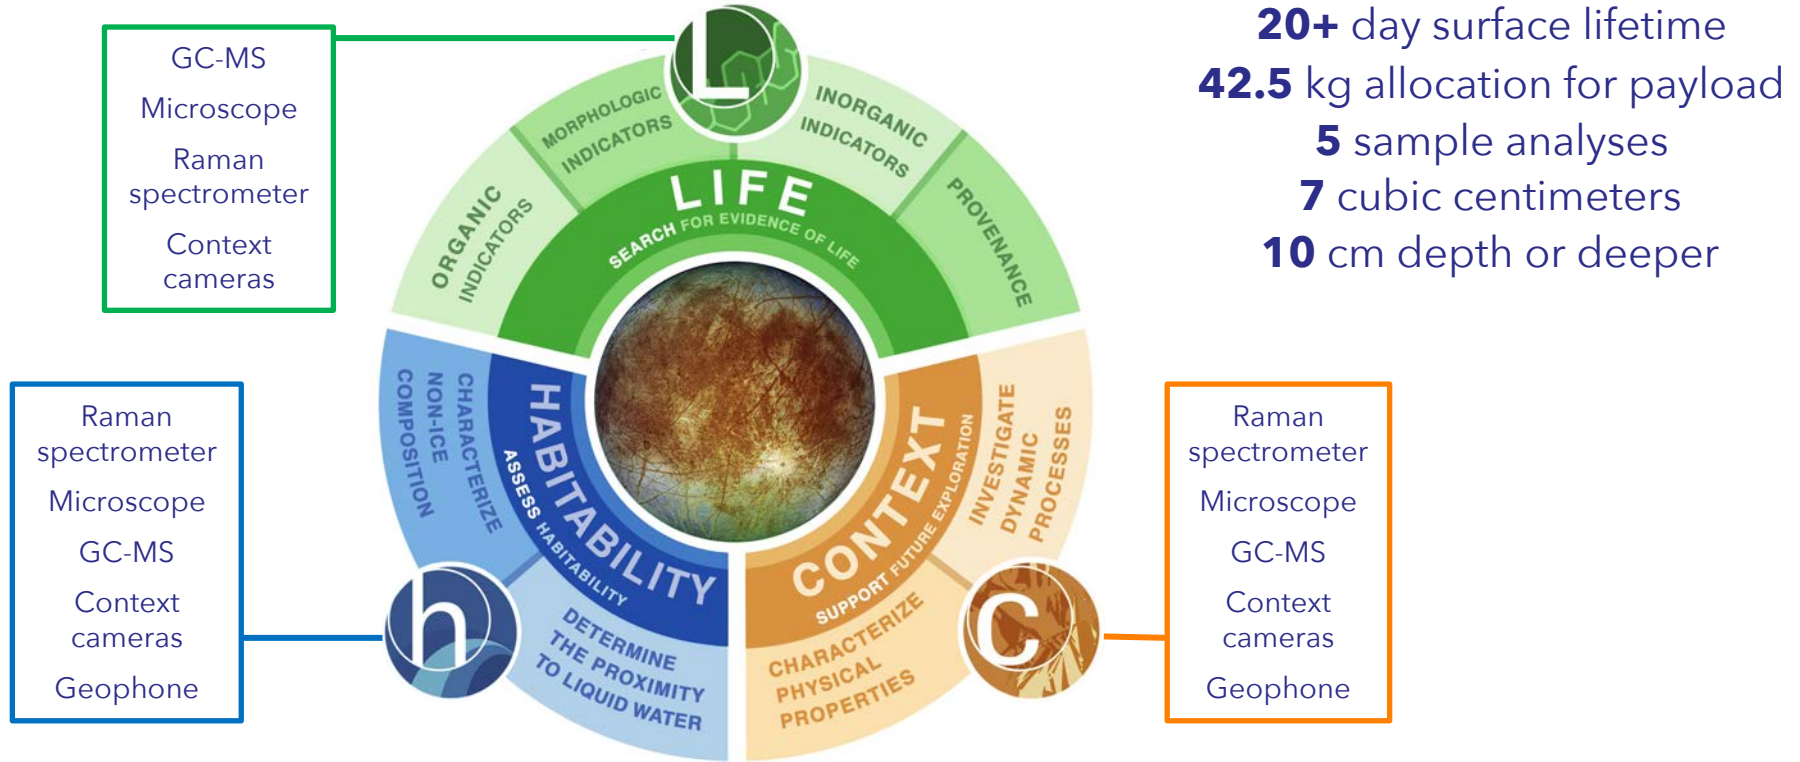 GC-MS
Microscope
Raman
spectrometer
Context
cameras
20+ day surface lifetime
42.5 kg allocation for payload
5 sample analyses
7 cubic centimeters
10 cm depth or deeper
L
LIFE
SEARCH FOR EVIDENCE OF LIFE
ORGANIC
INDICATORS
MORPHOLOGIC
INDICATORS
INORGANIC
INDICATORS
PROVENANCE
Raman
spectrometer
Microscope
GC-MS
Context
cameras
Geophone
h
HABITABILITY
ASSESS HABITABILITY
CHARACTERIZE
NON-ICE
COMPOSITION
DETERMINE
THE PROXIMITY
TO LIQUID WATER
C
CONTEXT
SUPPORT FUTURE EXPLORATION
INVESTIGATE
DYNAMIC
PROCESSES
CHARACTERIZE
PHYSICAL
PROPERTIES
Raman
spectrometer
Microscope
GC-MS
Context
cameras
Geophone